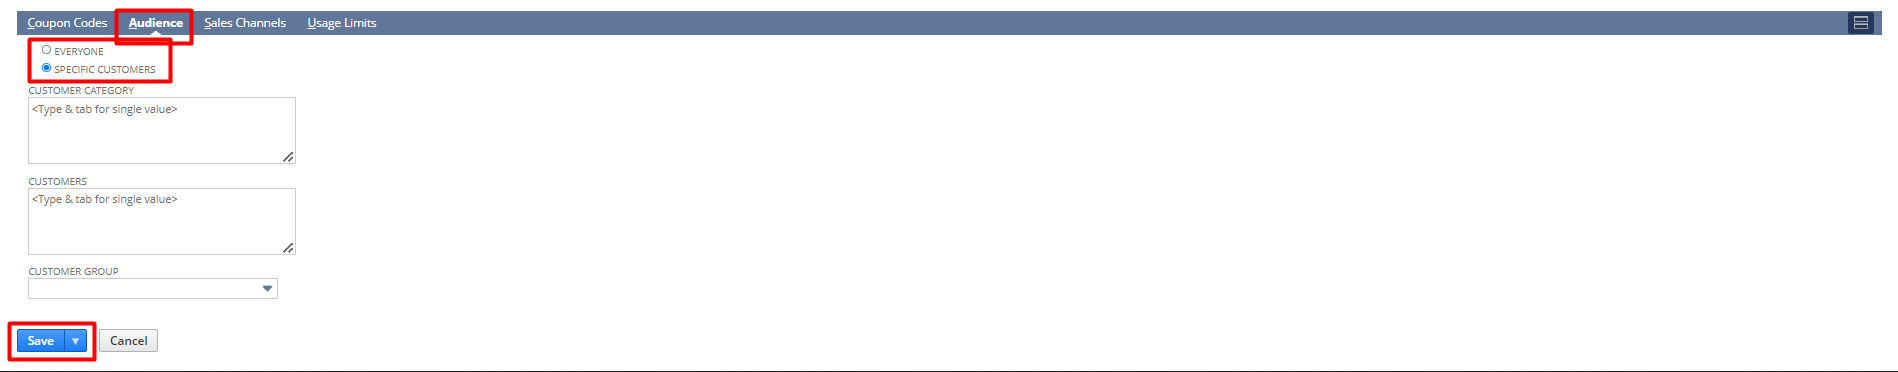 Coupon Codes Audience Sales Channels Usage Limits
EVERYONE
SPECIFIC CUSTOMERS
CUSTOMER CATEGORY
<Type & tab for single value>
CUSTOMERS
<Type & tab for single value>
CUSTOMER GROUP
Save Cancel